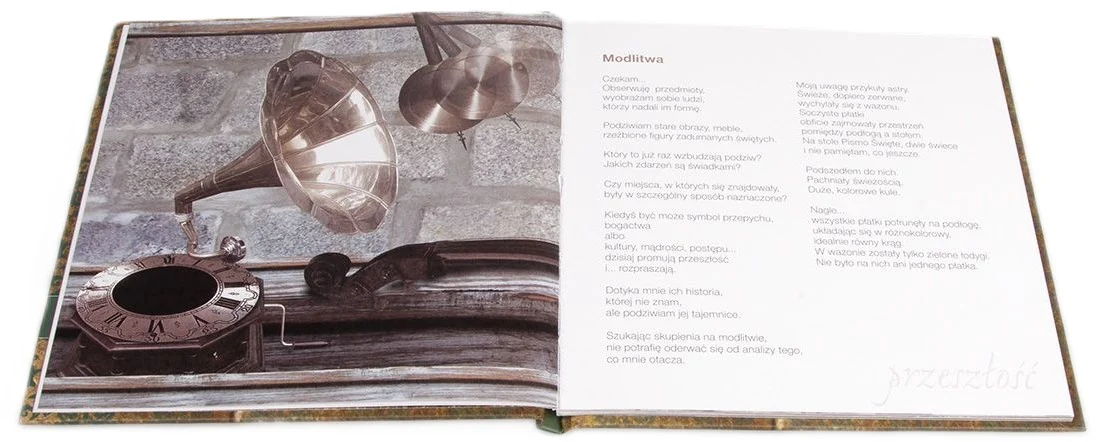 Modlitwa
Czekam...
Obserwuję przedmioty,
wyobrażam sobie ludzi,
którzy nadali im formę.
Podziwiam stare obrazy, meble,
rzeźbione figury zadumanych świętych.
Który to już raz wzbudzają podziw?
Jakich zdarzeń są świadkami?
Czy miejsca, w których się znajdowały,
były w szczególny sposób naznaczone?
Kiedyś być może symbol przepychu,
bogactwa
albo
kultury, mądrości, postępu...
dzisiaj promują przeszłość
i... rozpraszają.
Dotyka mnie ich historia,
której nie znam,
ale podziwiam jej tajemnice.
Szukając skupienia na modlitwie,
nie potrafię oderwać się od analizy tego,
co mnie otacza.
Moją uwagę przykuły astry.
Świeże, dopiero zerwane,
wychylały się z wazonu.
Soczyste płatki
obficie zajmowały przestrzeń
pomiędzy podłogą a stołem.
Na stole Pismo Święte, dwie świece
i nie pamiętam, co jeszcze.
Podszedłem do nich.
Pachniały świeżością.
Duże, kolorowe kule.
Nagle...
wszystkie płatki potrunęły na podłogę.
układając się w różnokolorowy,
idealnie równy krąg.
W wazonie zostały tylko zielone łodygi.
Nie było na nich ani jednego płatka.
przeszłość